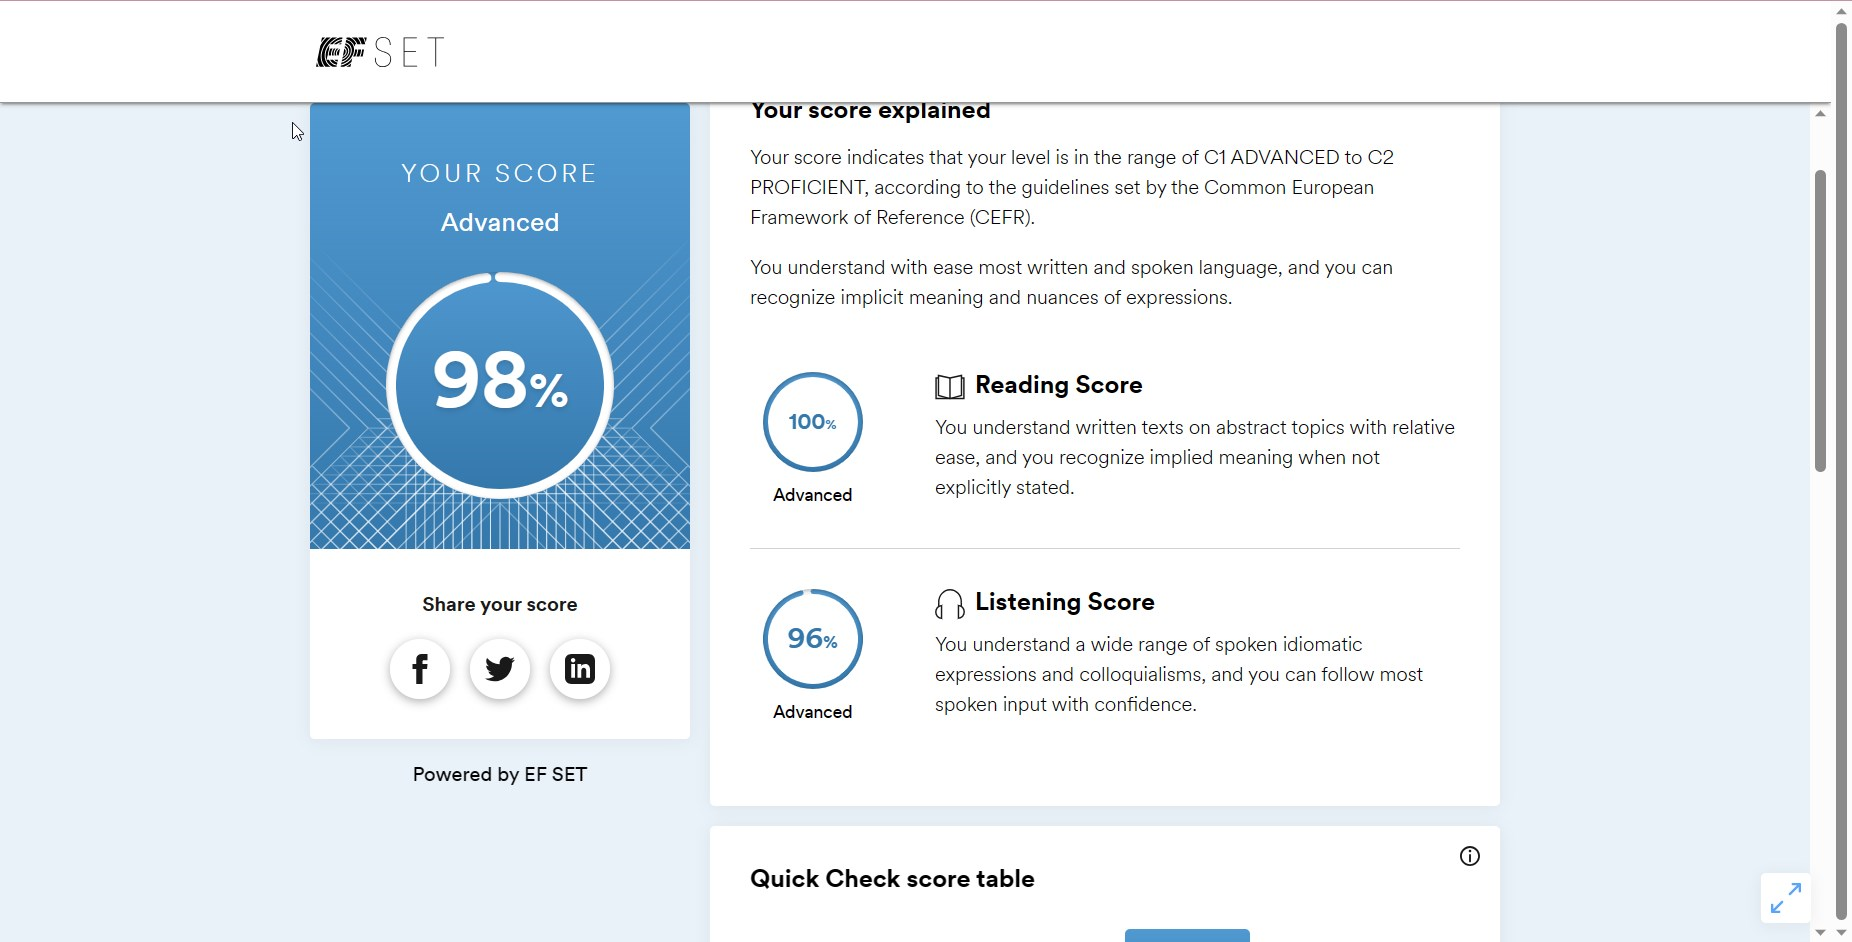 EF SET
YOUR SCORE
Advanced
98%
Share your score
f
in
Powered by EF SET
Your score explained
Your score indicates that your level is in the range of C1 ADVANCED to C2
PROFICIENT, according to the guidelines set by the Common European
Framework of Reference (CEFR).
You understand with ease most written and spoken language, and you can
recognize implicit meaning and nuances of expressions.
100%
Advanced
Reading Score
You understand written texts on abstract topics with relative
ease, and you recognize implied meaning when not
explicitly stated.
96%
Advanced
Listening Score
You understand a wide range of spoken idiomatic
expressions and colloquialisms, and you can follow most
spoken input with confidence.
Quick Check score table